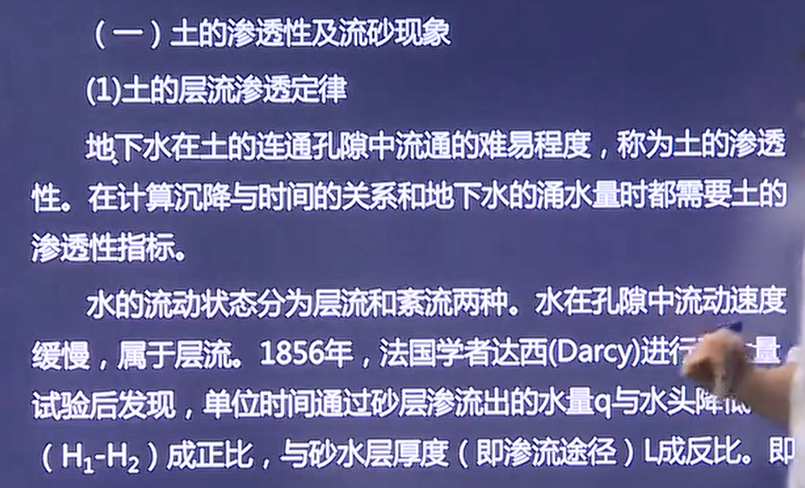 （一）土的渗透性及流砂现象
(1)土的层流渗透定律
地下水在土的连通孔隙中流通的难易程度，称为土的渗透
性。在计算沉降与时间的关系和地下水的涌水量时都需要土的
渗透性指标。
水的流动状态分为层流和紊流两种。水在孔隙中流动速度
缓慢，属于层流。1856年，法国学者达西(Darcy)进行 量
试验后发现，单位时间通过砂层渗流出的水量q与水头降低
（H₁-H₂）成正比，与砂水层厚度（即渗流途径）L成反比。即